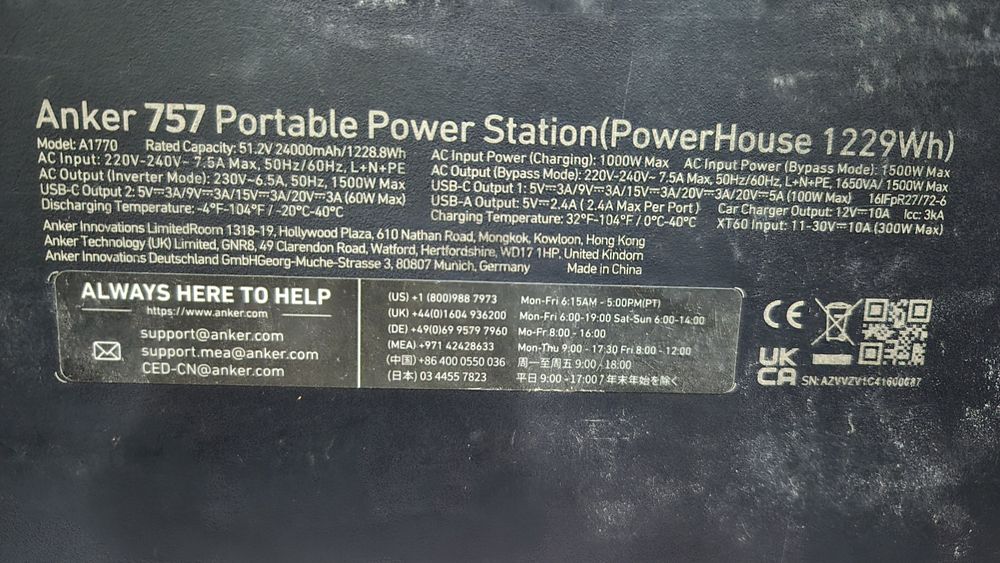 Anker 757 Portable Power Station(PowerHouse 1229Wh)
Model: A1770 Rated Capacity: 51.2V 24000mAh/1228.8Wh
AC Input: 220V-240V~ 7.5A Max, 50Hz/60Hz, L+N+PE
AC Output (Inverter Mode): 230V~6.5A, 50Hz, 1500W Max
USB-C Output 2: 5V⎓3A/9V⎓3A/15V⎓3A/20V⎓3A (60W Max)
Discharging Temperature: -4°F-104°F / -20°C-40°C
AC Input Power (Charging): 1000W Max AC Input Power (Bypass Mode): 1500W Max
AC Output (Bypass Mode): 220V-240V~ 7.5A Max, 50Hz/60Hz, L+N+PE, 1650VA/ 1500W Max
USB-C Output 1: 5V⎓3A/9V⎓3A/15V⎓3A/20V⎓5A (100W Max) 16IFpR27/72-6
USB-A Output: 5V⎓2.4A ( 2.4A Max Per Port ) Car Charger Output: 12V⎓10A Icc: 3kA
Charging Temperature: 32°F-104°F / 0°C-40°C XT60 Input: 11-30V⎓10A (300W Max)
Anker Innovations LimitedRoom 1318-19, Hollywood Plaza, 610 Nathan Road, Mongkok, Kowloon, Hong Kong
Anker Technology (UK) Limited, GNR8, 49 Clarendon Road, Watford, Hertfordshire, WD17 1HP, United Kindom
Anker Innovations Deutschland GmbHGeorg-Muche-Strasse 3, 80807 Munich, Germany Made in China
ALWAYS HERE TO HELP
https://www.anker.com
support@anker.com
support.mea@anker.com
CED-CN@anker.com
(US) +1 (800)988 7973 Mon-Fri 6:15AM - 5:00PM(PT)
(UK) +44(0)1604 936200 Mon-Fri 6:00-19:00 Sat-Sun 6:00-14:00
(DE) +49(0)69 9579 7960 Mo-Fr 8:00 - 16:00
(MEA) +971 42428633 Mon-Thu 9:00 - 17:30 Fri 8:00 - 12:00
(中国) +86 400 0550 036 周一至周五 9:00 - 18:00
(日本) 03 4455 7823 平日 9:00 -17:00 / 年末年始を除く
CE
UK
CA
SN: AZVVZV1C41600087